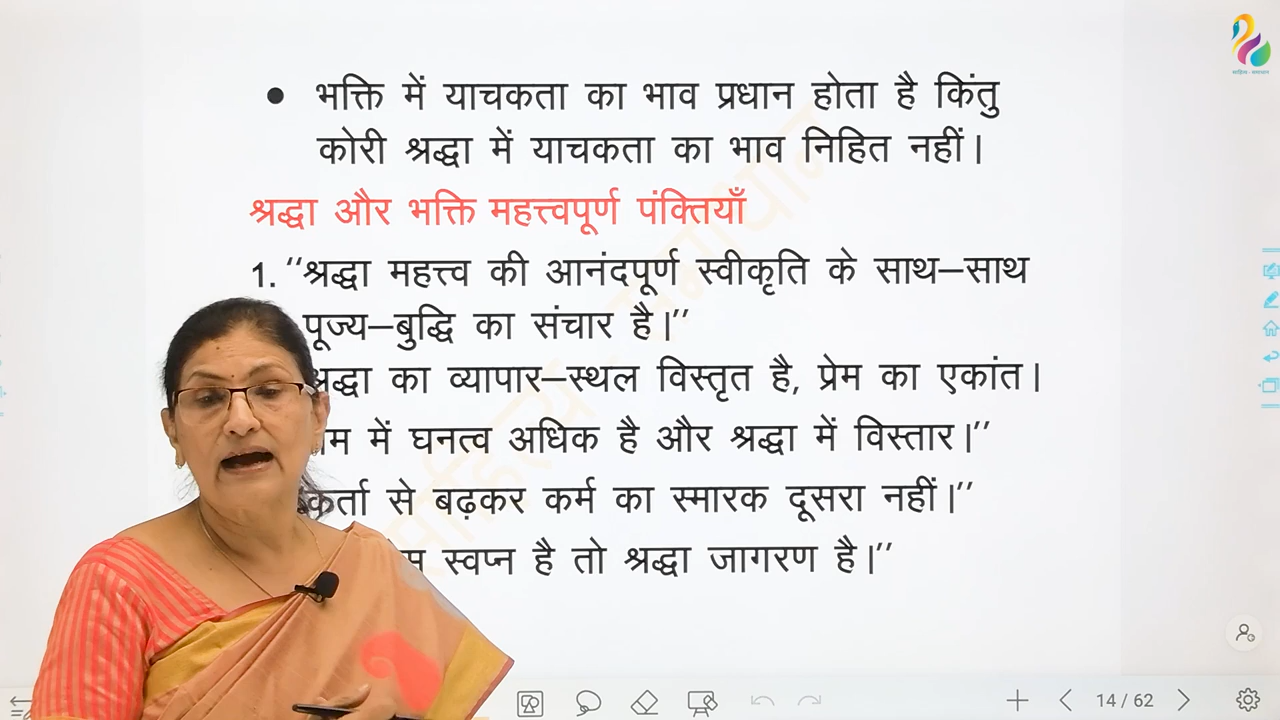 • भक्ति में याचकता का भाव प्रधान होता है किंतु
कोरी श्रद्धा में याचकता का भाव निहित नहीं।
श्रद्धा और भक्ति महत्त्वपूर्ण पंक्तियाँ
1. ‘‘श्रद्धा महत्त्व की आनंदपूर्ण स्वीकृति के साथ–साथ
पूज्य–बुद्धि का संचार है।’’
श्रद्धा का व्यापार–स्थल विस्तृत है, प्रेम का एकांत।
में घनत्व अधिक है और श्रद्धा में विस्तार।’’
कर्ता से बढ़कर कर्म का स्मारक दूसरा नहीं।’’
स्वप्न है तो श्रद्धा जागरण है।’’
14 / 62